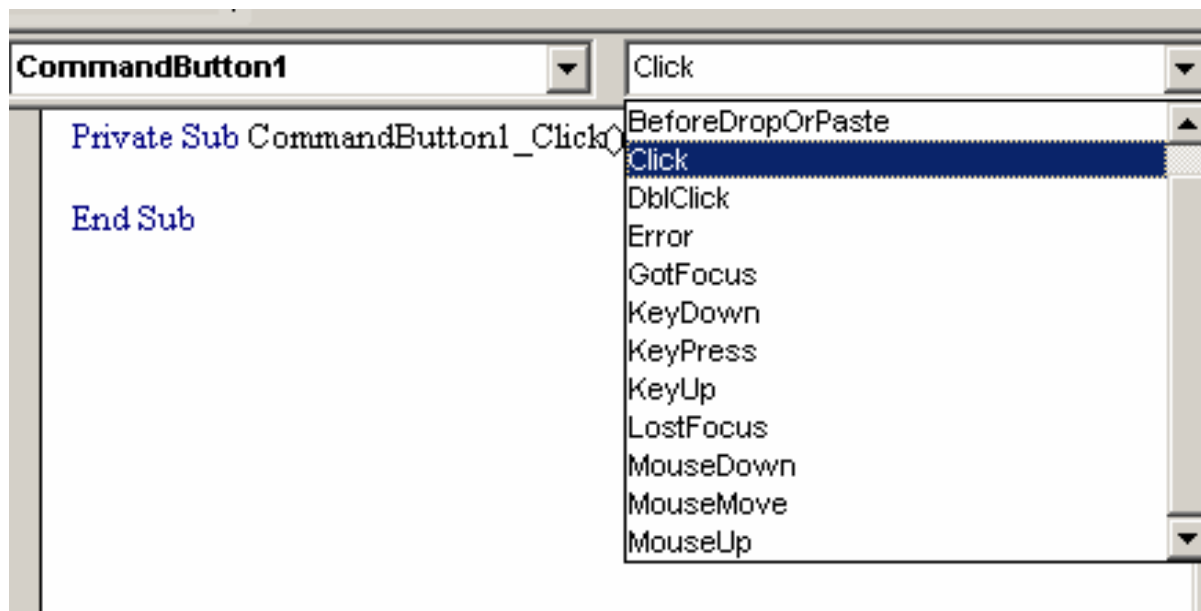 CommandButton1
Click
Private Sub CommandButton1_Click()
End Sub
BeforeDropOrPaste
Click
DblClick
Error
GotFocus
KeyDown
KeyPress
KeyUp
LostFocus
MouseDown
MouseMove
MouseUp